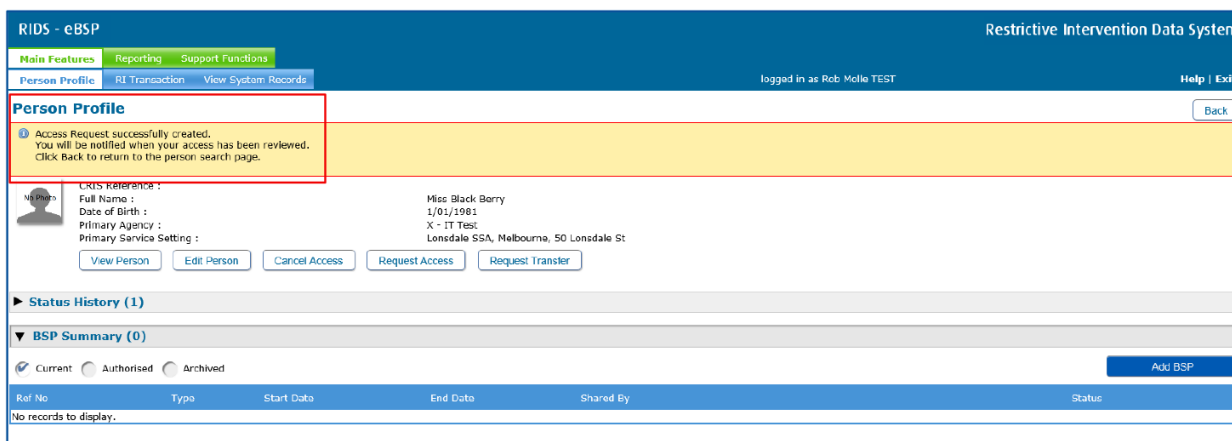 RIDS - eBSP Restrictive Intervention Data System
Main Features Reporting Support Functions
Person Profile RI Transaction View System Records logged in as Rob Molle TEST Help | Exit
Person Profile Back
Access Request successfully created.
You will be notified when your access has been reviewed.
Click Back to return to the person search page.
No Photo
CRIS Reference :
Full Name : Miss Black Berry
Date of Birth : 1/01/1981
Primary Agency : X - IT Test
Primary Service Setting : Lonsdale SSA, Melbourne, 50 Lonsdale St
View Person Edit Person Cancel Access Request Access Request Transfer
Status History (1)
BSP Summary (0)
Current Authorised Archived Add BSP
Ref No Type Start Date End Date Shared By Status
No records to display.